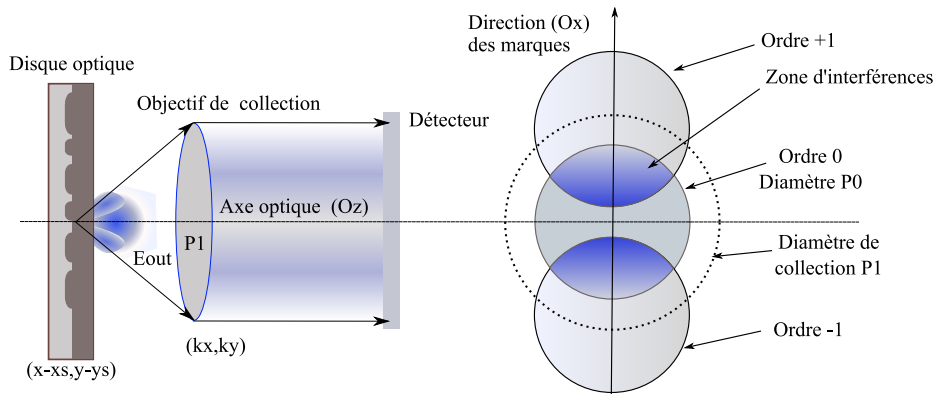 Disque optique
Objectif de collection
Détecteur
Axe optique (Oz)
P1
Eout
(kx,ky)
(x-xs,y-ys)
Direction (Ox)
des marques
Ordre +1
Zone d'interférences
Ordre 0
Diamètre P0
Diamètre de
collection P1
Ordre -1